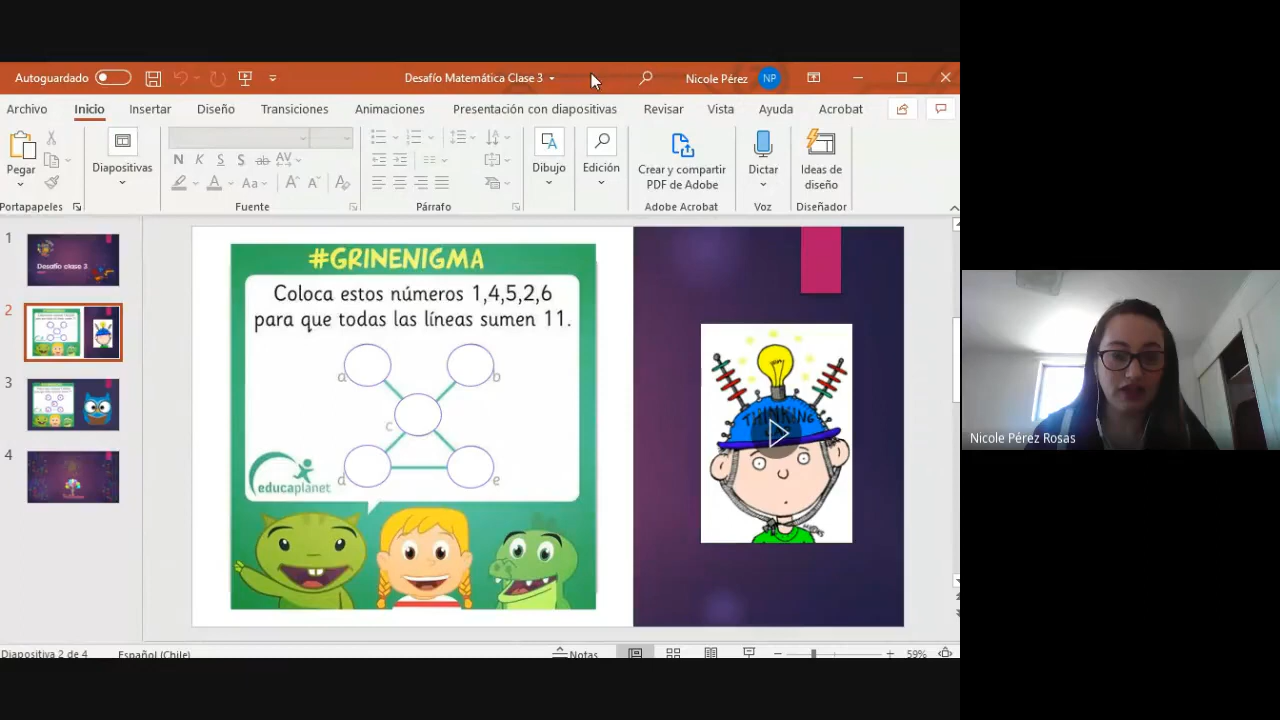 Autoguardado
Desafío Matemática Clase 3
Nicole Pérez
NP
Archivo
Inicio
Insertar
Diseño
Transiciones
Animaciones
Presentación con diapositivas
Revisar
Vista
Ayuda
Acrobat
Pegar
Diapositivas
N K S S ab AV
A Aa A A A
Dibujo
Edición
Crear y compartir
PDF de Adobe
Dictar
Ideas de
diseño
Portapapeles
Fuente
Párrafo
Adobe Acrobat
Voz
Diseñador
1
Desafío clase 3
2
3
4
#GRINENIGMA
Coloca estos números 1,4,5,2,6
para que todas las líneas sumen 11.
a
b
c
d
e
educaplanet
THINKING
Nicole Pérez Rosas
Diapositiva 2 de 4
Español (Chile)
Notas
59%